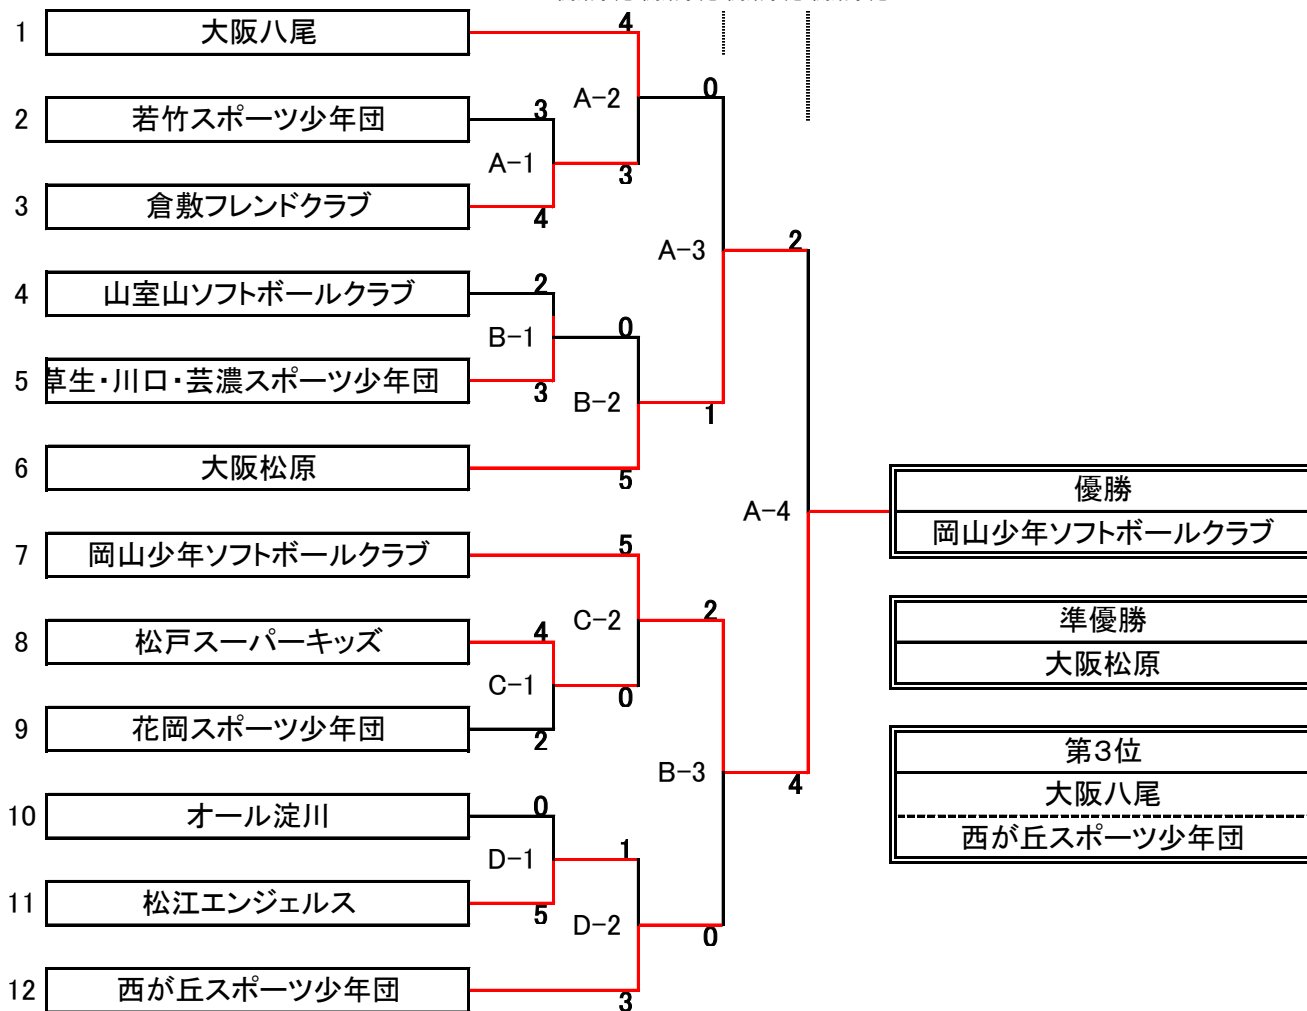 4
1 大阪八尾
0
A-2
3
2 若竹スポーツ少年団
A-1
3
3 倉敷フレンドクラブ
4
2
A-3
2
4 山室山ソフトボールクラブ
0
B-1
5 草生・川口・芸濃スポーツ少年団
3
B-2
1
6 大阪松原
5
優勝
A-4
岡山少年ソフトボールクラブ
5
7 岡山少年ソフトボールクラブ
2
準優勝
C-2
4
8 松戸スーパーキッズ
大阪松原
C-1
0
9 花岡スポーツ少年団
2
第3位
B-3
4
大阪八尾
0
10 オール淀川
西が丘スポーツ少年団
1
D-1
11 松江エンジェルス
5
D-2
0
12 西が丘スポーツ少年団
3